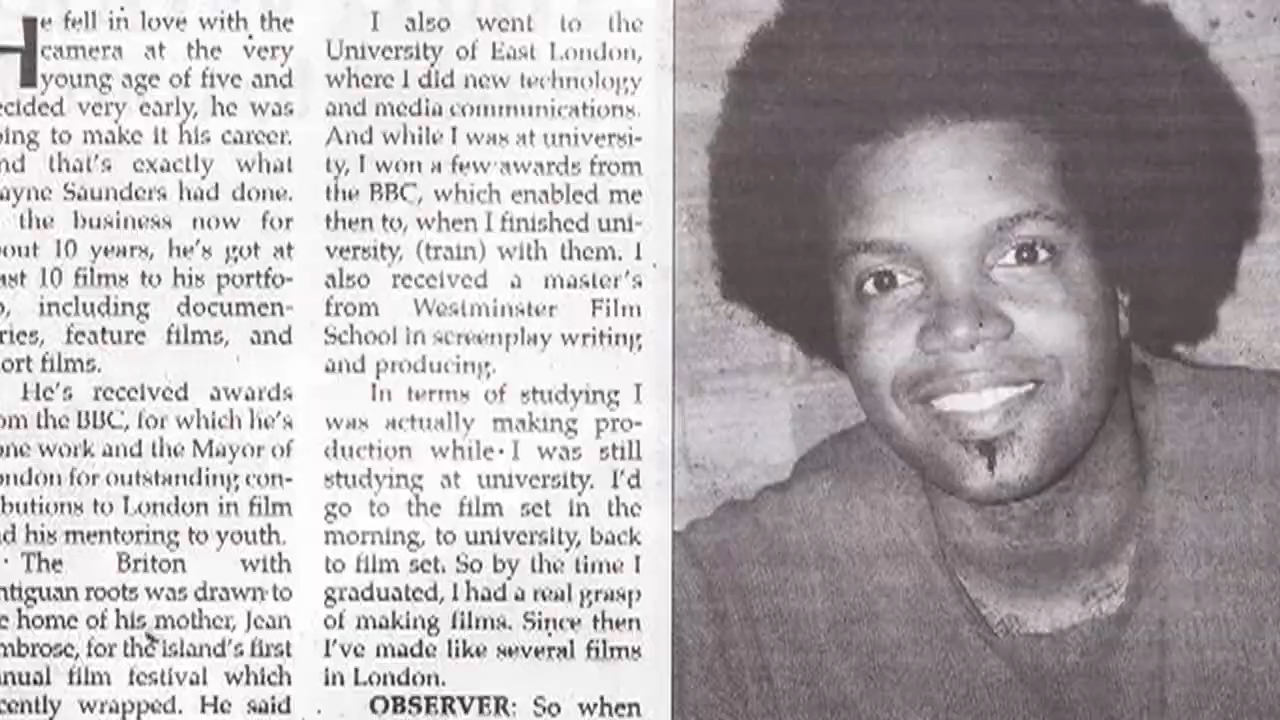 He fell in love with the
camera at the very
young age of five and
ecided very early, he was
oing to make it his career.
nd that's exactly what
ayne Saunders had done.
the business now for
out 10 years, he's got at
ast 10 films to his portfo-
o, including documen-
ries, feature films, and
ort films.
He's received awards
om the BBC, for which he's
one work and the Mayor of
ondon for outstanding con-
ibutions to London in film
d his mentoring to youth.
The Briton with
ntiguan roots was drawn to
e home of his mother, Jean
mbrose, for the island's first
nnual film festival which
cently wrapped. He said
I also went to the
University of East London,
where I did new technology
and media communications.
And while I was at universi-
ty, I won a few awards from
the BBC, which enabled me
then to, when I finished uni-
versity, (train) with them. I
also received a master's
from Westminster Film
School in screenplay writing
and producing.
In terms of studying I
was actually making pro-
duction while I was still
studying at university. I'd
go to the film set in the
morning, to university, back
to film set. So by the time I
graduated, I had a real grasp
of making films. Since then
I've made like several films
in London.
OBSERVER: So when